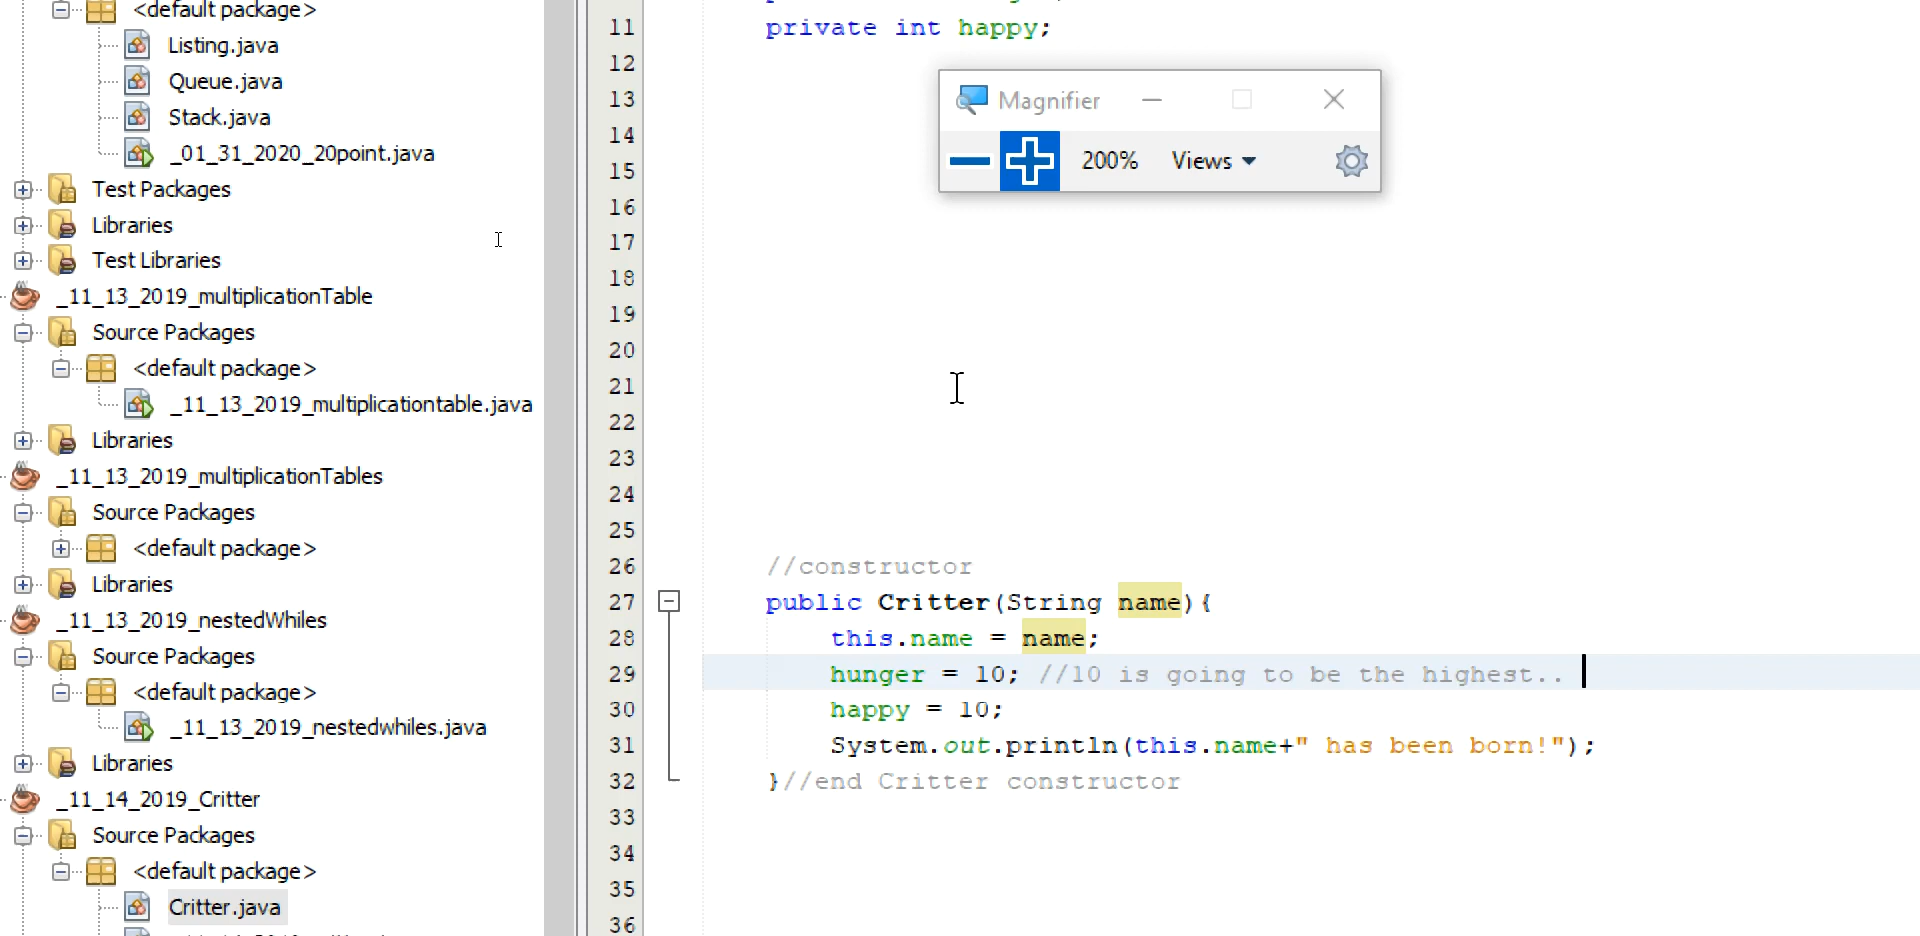 <default package>
Listing.java
Queue.java
Stack.java
_01_31_2020_20point.java
Test Packages
Libraries
Test Libraries
_11_13_2019_multiplicationTable
Source Packages
<default package>
_11_13_2019_multiplicationtable.java
Libraries
_11_13_2019_multiplicationTables
Source Packages
<default package>
Libraries
_11_13_2019_nestedWhiles
Source Packages
<default package>
_11_13_2019_nestedwhiles.java
Libraries
_11_14_2019_Critter
Source Packages
<default package>
Critter.java
11 private int happy;
12
13
14
15
16
17
18
19
20
21
22
23
24
25
26 //constructor
27 public Critter(String name){
28 this.name = name;
29 hunger = 10; //10 is going to be the highest..
30 happy = 10;
31 System.out.println(this.name+" has been born!");
32 }//end Critter constructor
33
34
35
36
Magnifier
200% Views